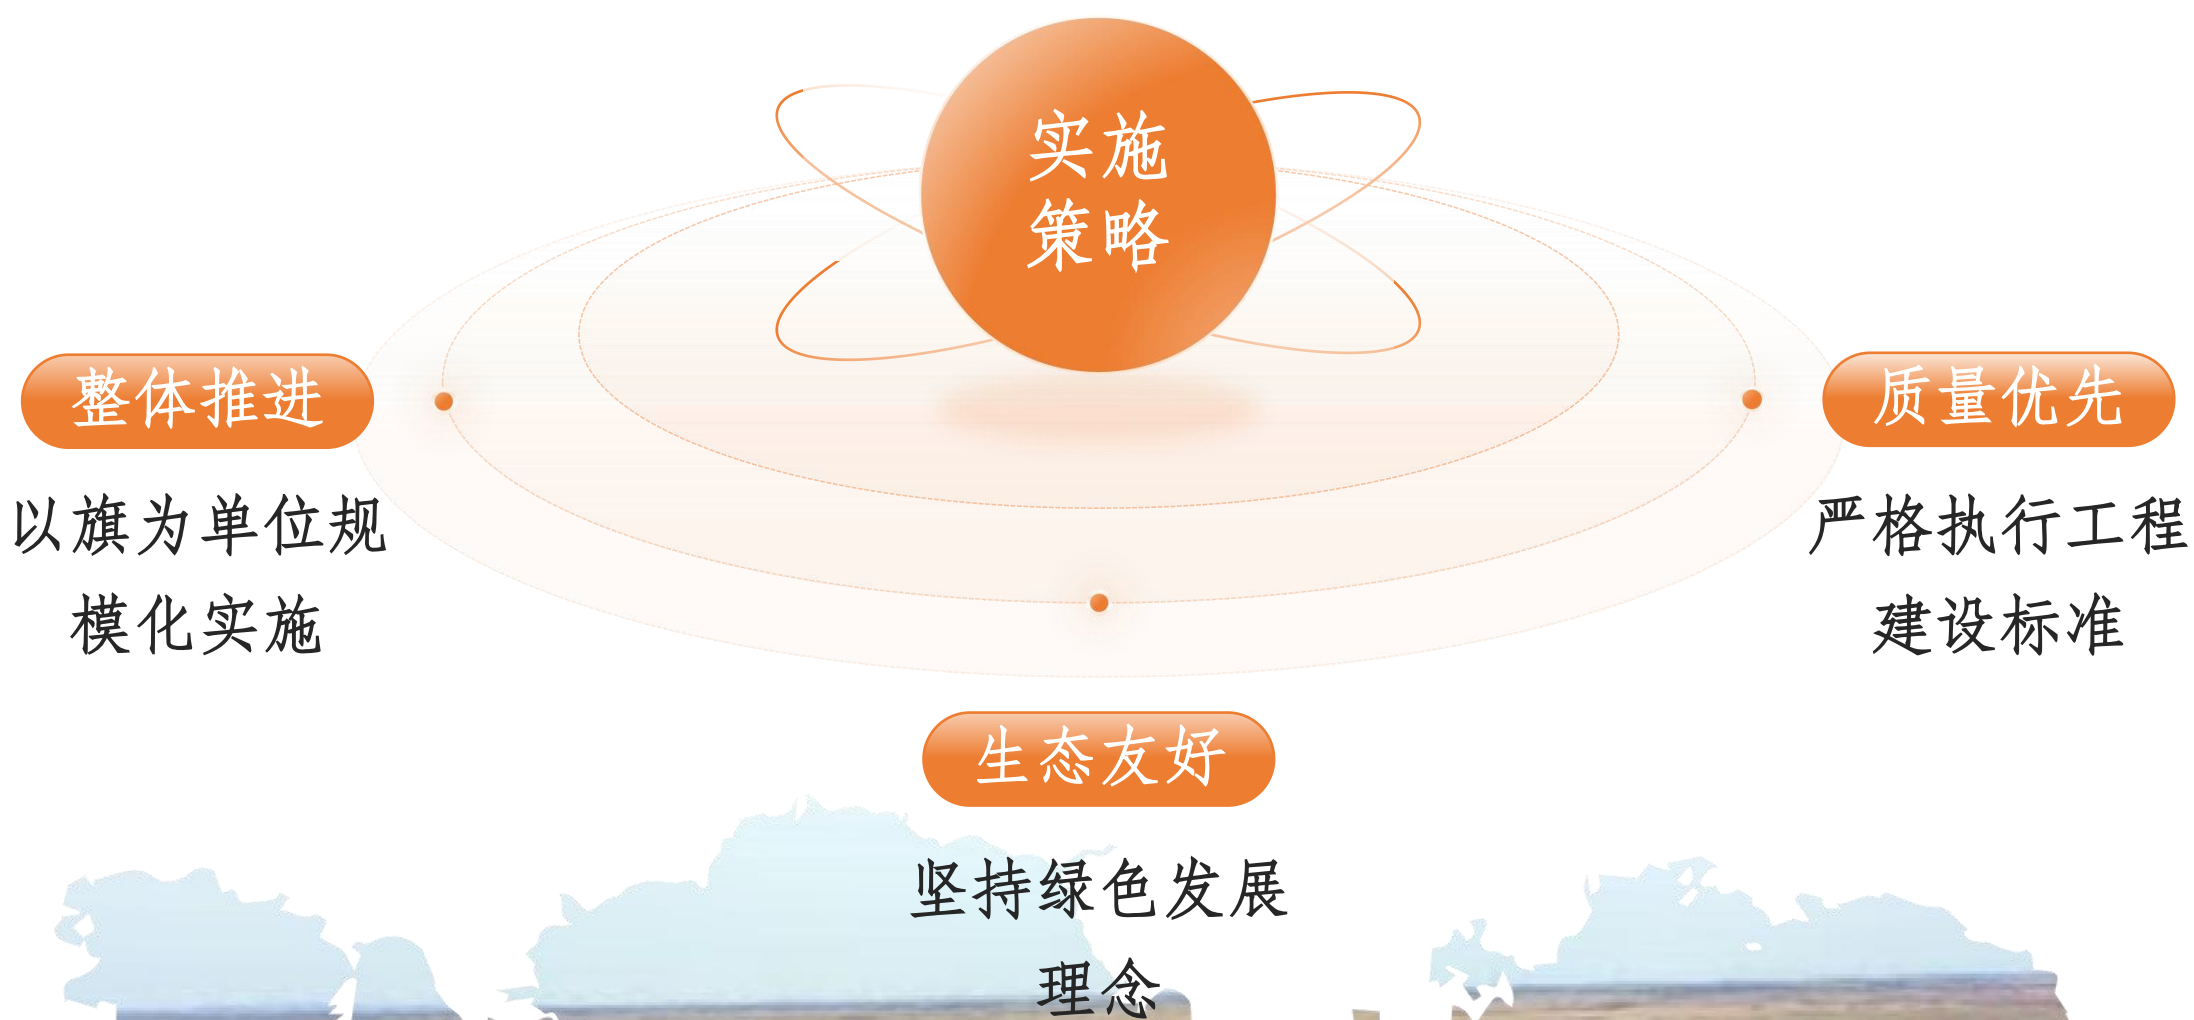 实施
策略
整体推进
以旗为单位规
模化实施
质量优先
严格执行工程
建设标准
生态友好
坚持绿色发展
理念